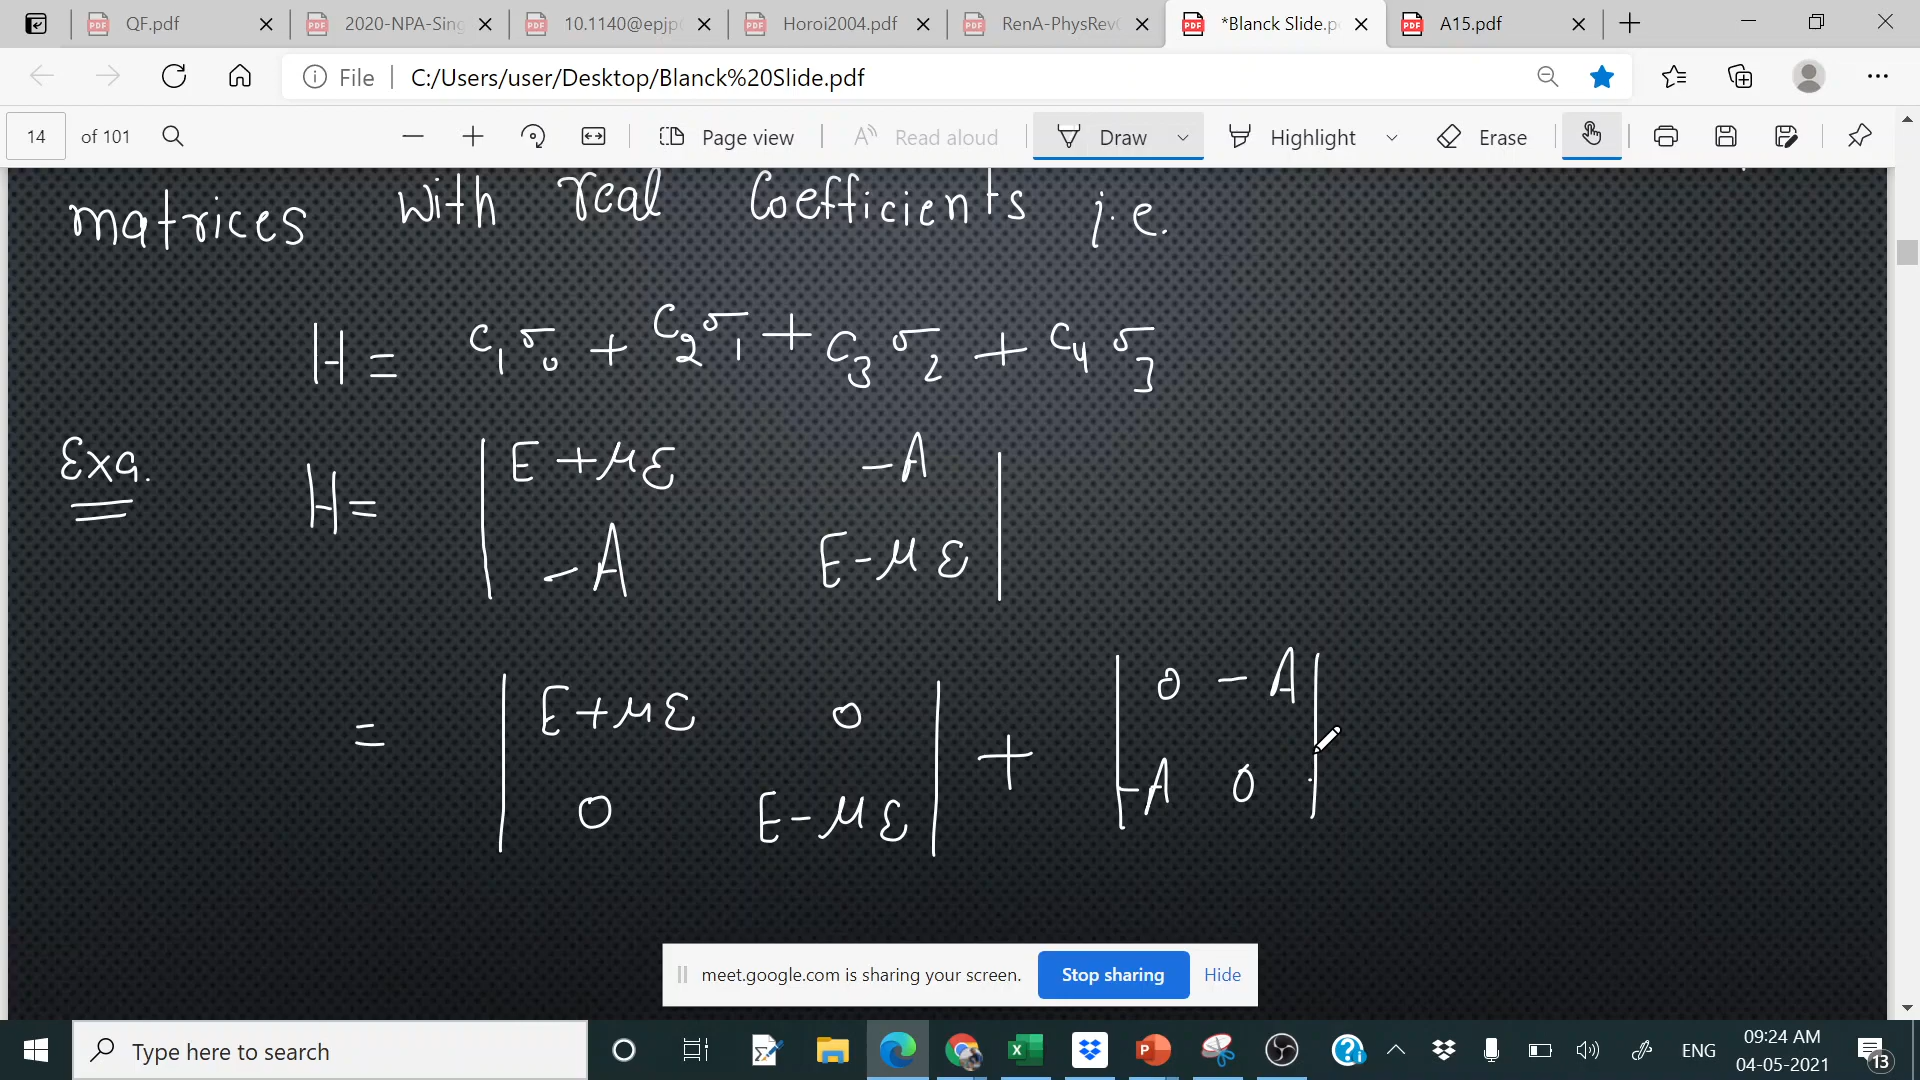 QF.pdf 2020-NPA-Sing 10.1140@epjp Horoi2004.pdf RenA-PhysRev *Blanck Slide.p A15.pdf
File C:/Users/user/Desktop/Blanck%20Slide.pdf
14 of 101 Page view Read aloud Draw Highlight Erase
matrices with real Coefficients i.e.
H = C₁σ₀ + C₂σ₁ + C₃σ₂ + C₄σ₃
Exa.
H = | E+με -A |
| -A E-με |
= | E+με 0 | + | 0 -A |
| 0 E-με | | -A 0 |
meet.google.com is sharing your screen. Stop sharing Hide
Type here to search
ENG 09:24 AM
04-05-2021 13